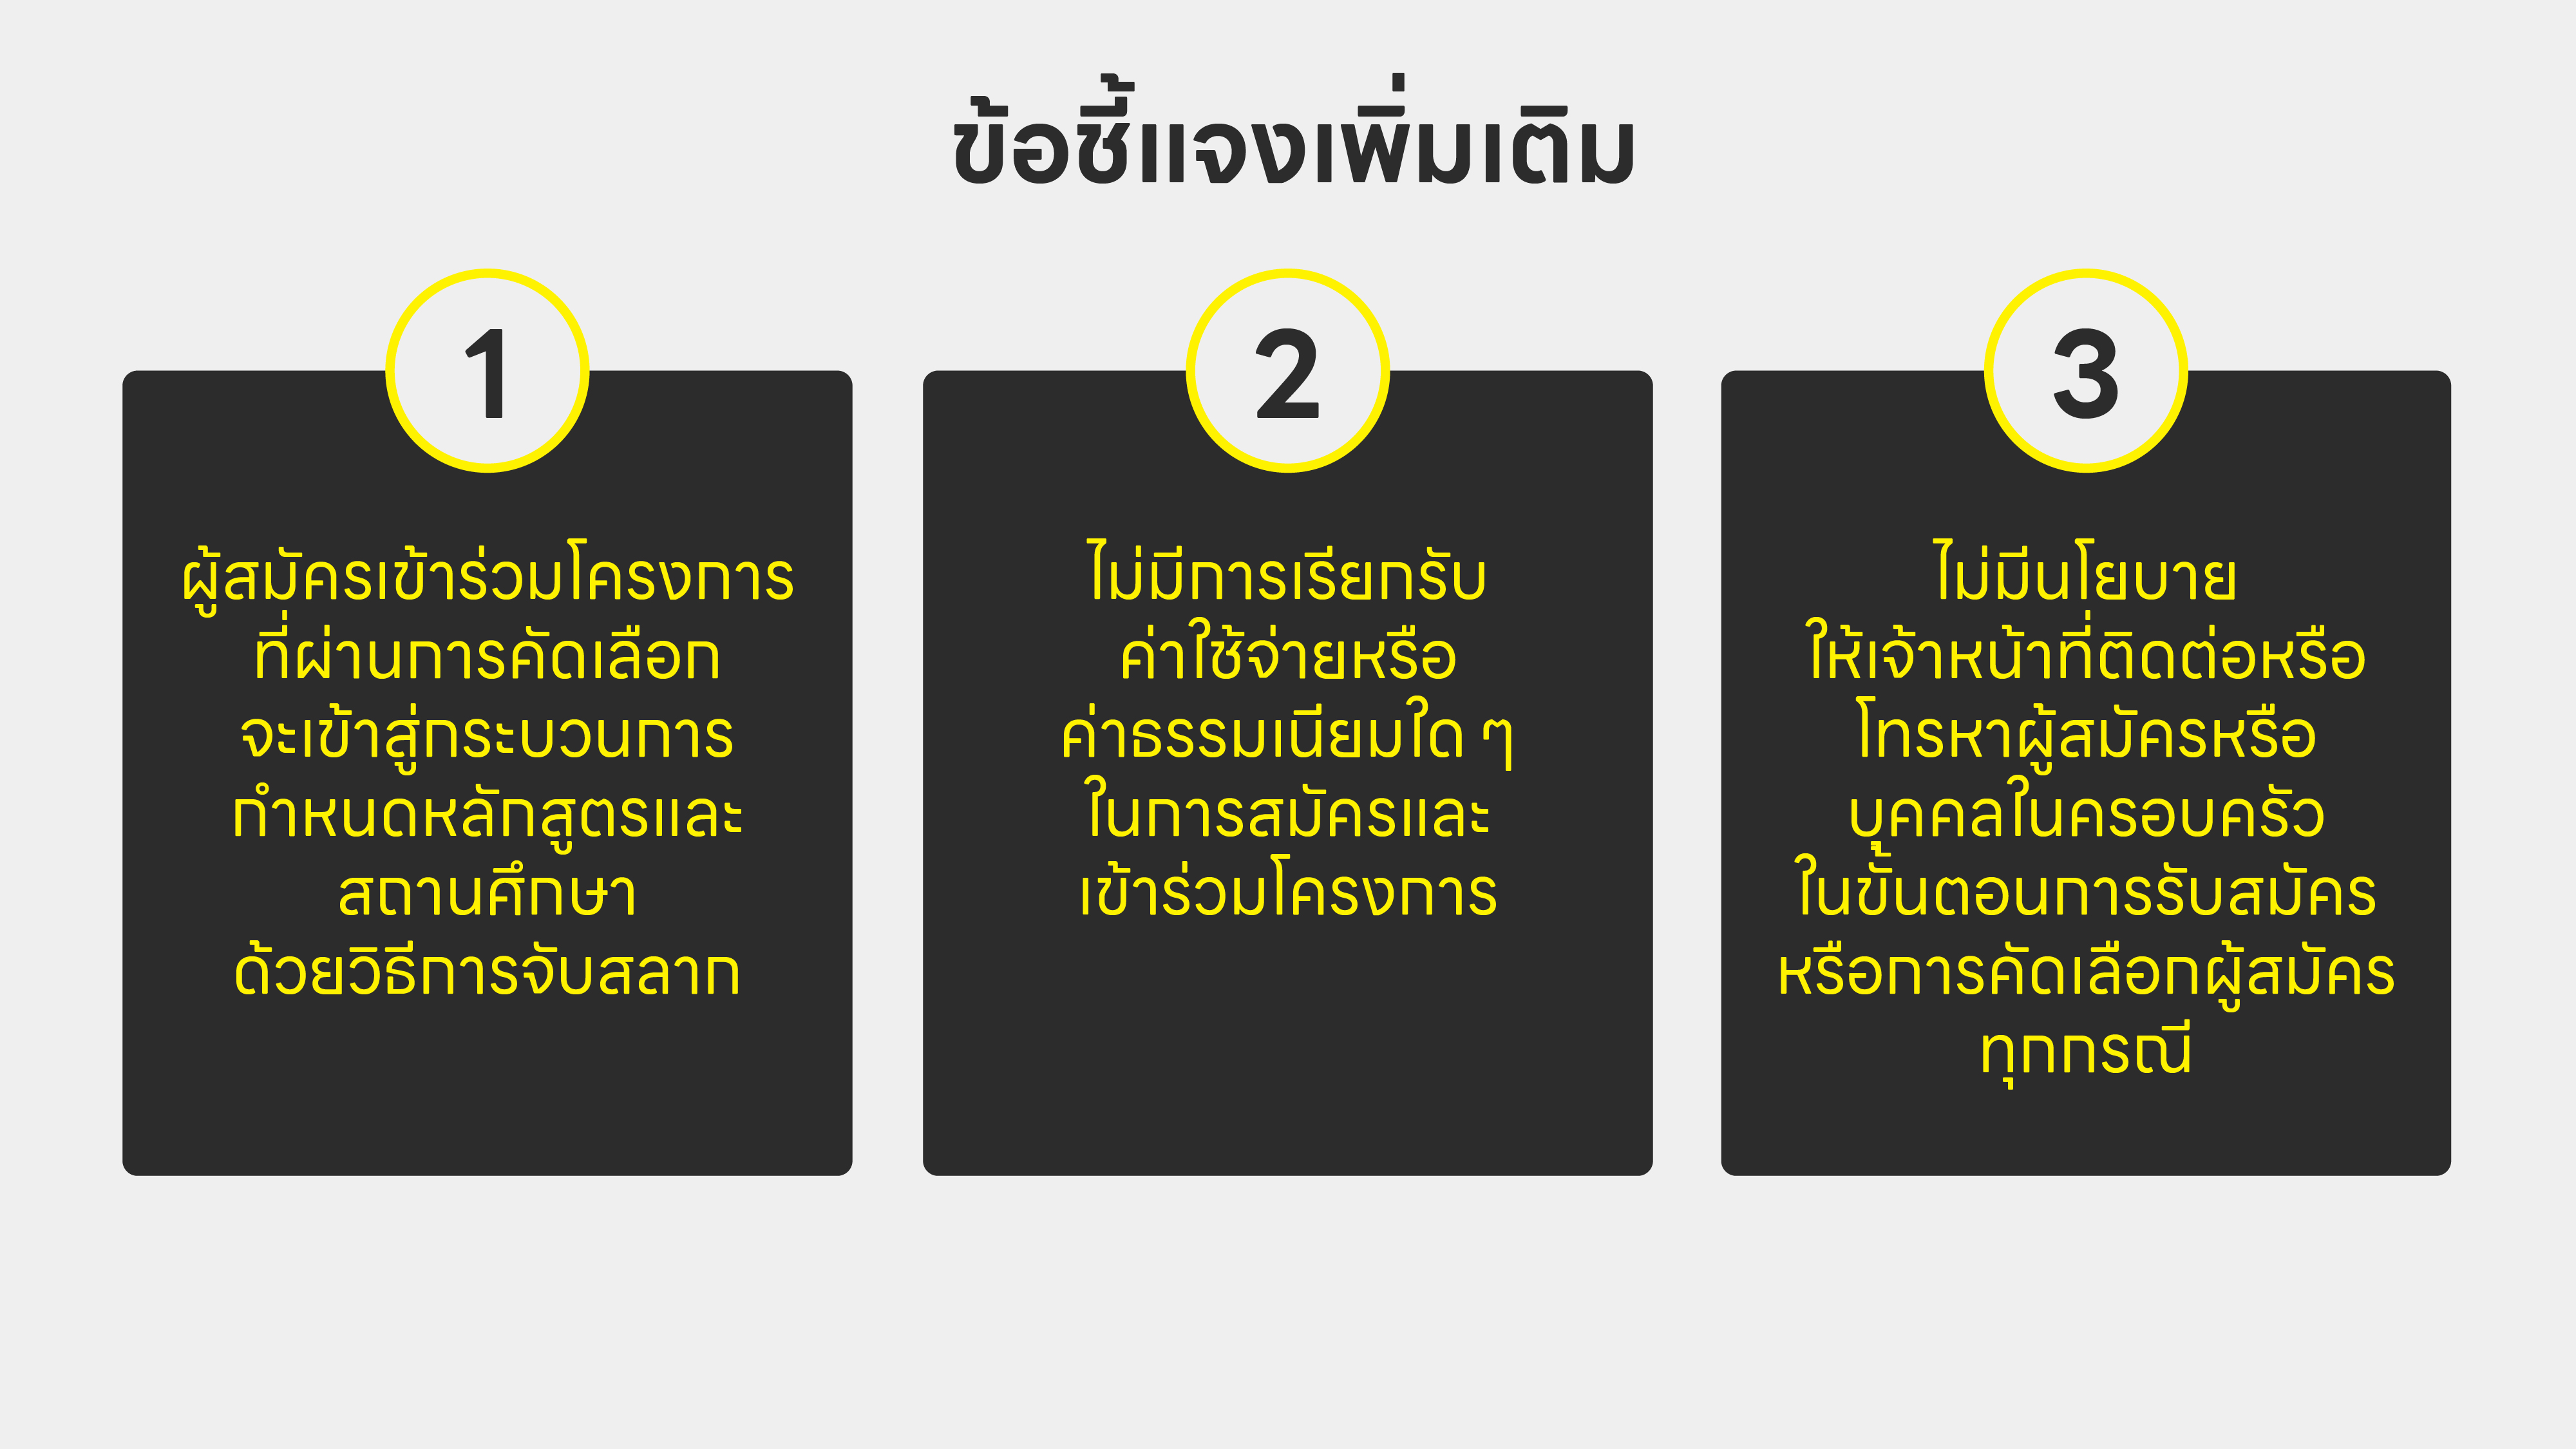 ข้อชี้แจงเพิ่มเติม
1
ผู้สมัครเข้าร่วมโครงการ
ที่ผ่านการคัดเลือก
จะเข้าสู่กระบวนการ
กำหนดหลักสูตรและ
สถานศึกษา
ด้วยวิธีการจับสลาก
2
ไม่มีการเรียกรับ
ค่าใช้จ่ายหรือ
ค่าธรรมเนียมใด ๆ
ในการสมัครและ
เข้าร่วมโครงการ
3
ไม่มีนโยบาย
ให้เจ้าหน้าที่ติดต่อหรือ
โทรหาผู้สมัครหรือ
บุคคลในครอบครัว
ในขั้นตอนการรับสมัคร
หรือการคัดเลือกผู้สมัคร
ทุกกรณี